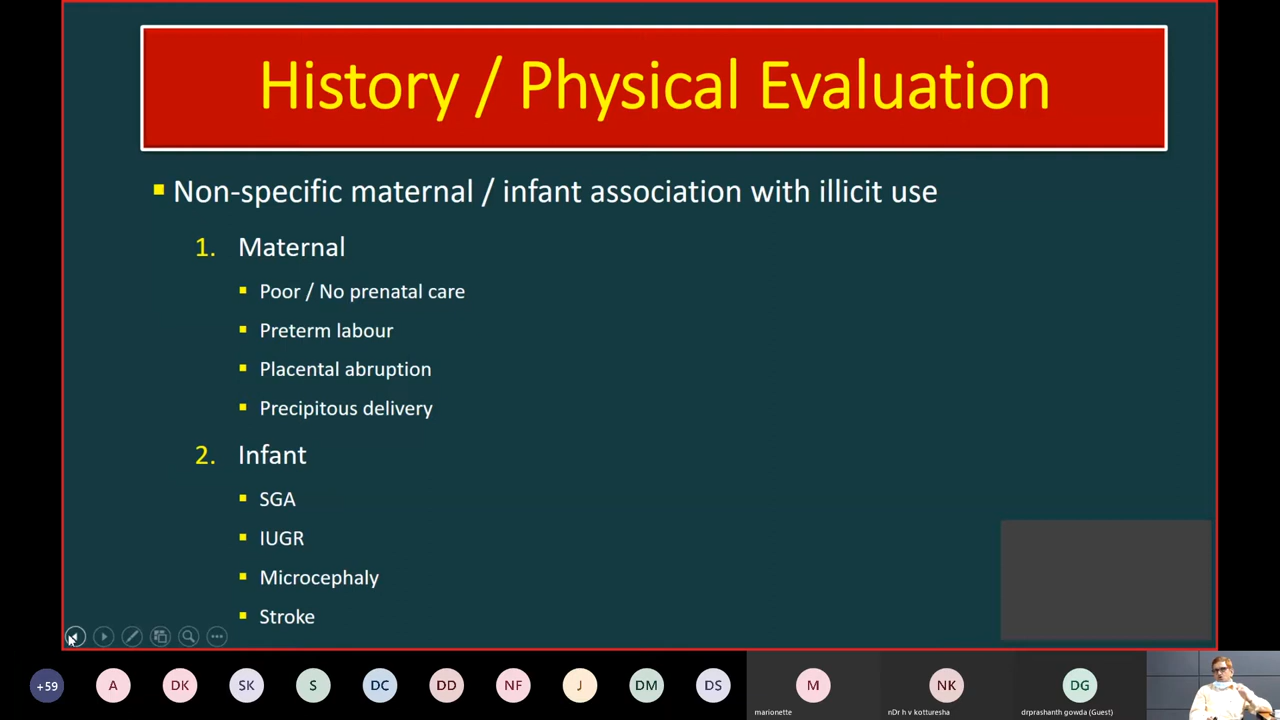 History / Physical Evaluation
Non-specific maternal / infant association with illicit use
1. Maternal
Poor / No prenatal care
Preterm labour
Placental abruption
Precipitous delivery
2. Infant
SGA
IUGR
Microcephaly
Stroke
+59
A
DK
SK
S
DC
DD
NF
J
DM
DS
M
NK
DG
marionette
nDr h v kotturesha
drprashanth gowda (Guest)